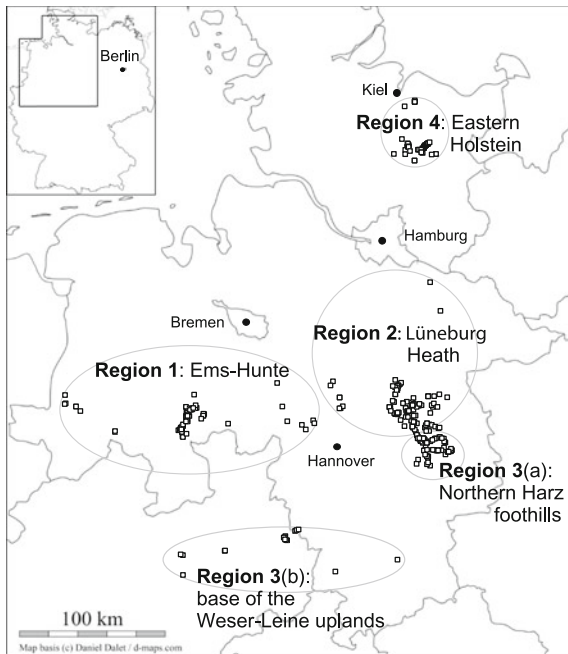 Berlin
Kiel
Region 4: Eastern
Holstein
Hamburg
Bremen
Region 2: Lüneburg
Heath
Region 1: Ems-Hunte
Hannover
Region 3(a):
Northern Harz
foothills
Region 3(b):
base of the
Weser-Leine uplands
100 km
Map basis (c) Daniel Dalet / d-maps.com